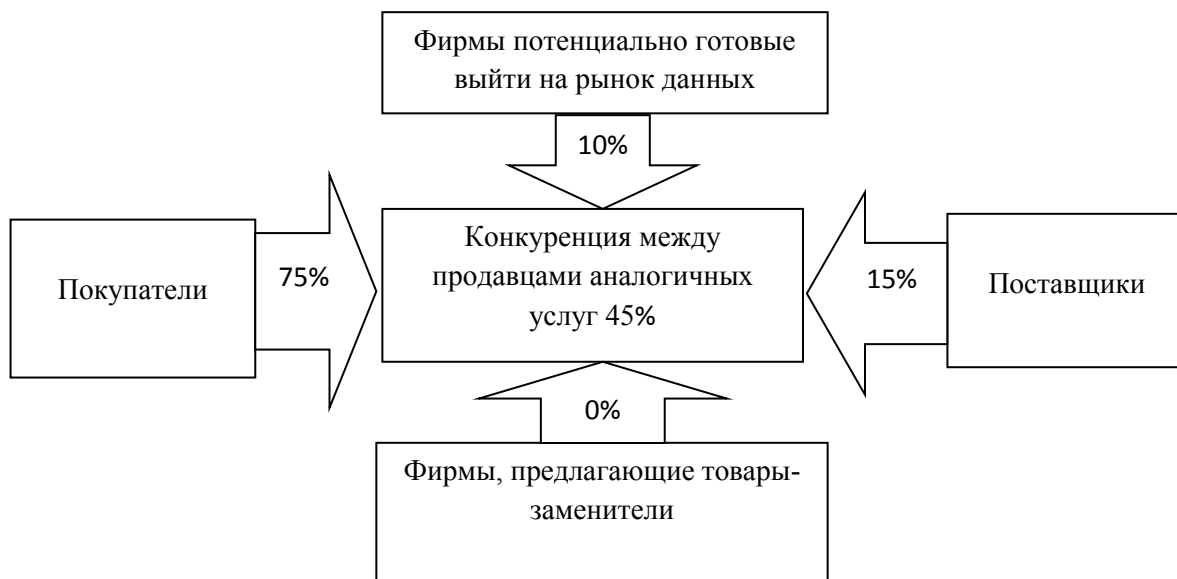 Фирмы потенциально готовые
выйти на рынок данных
10%
Покупатели
75%
Конкуренция между
продавцами аналогичных
услуг 45%
15%
Поставщики
0%
Фирмы, предлагающие товары-
заменители